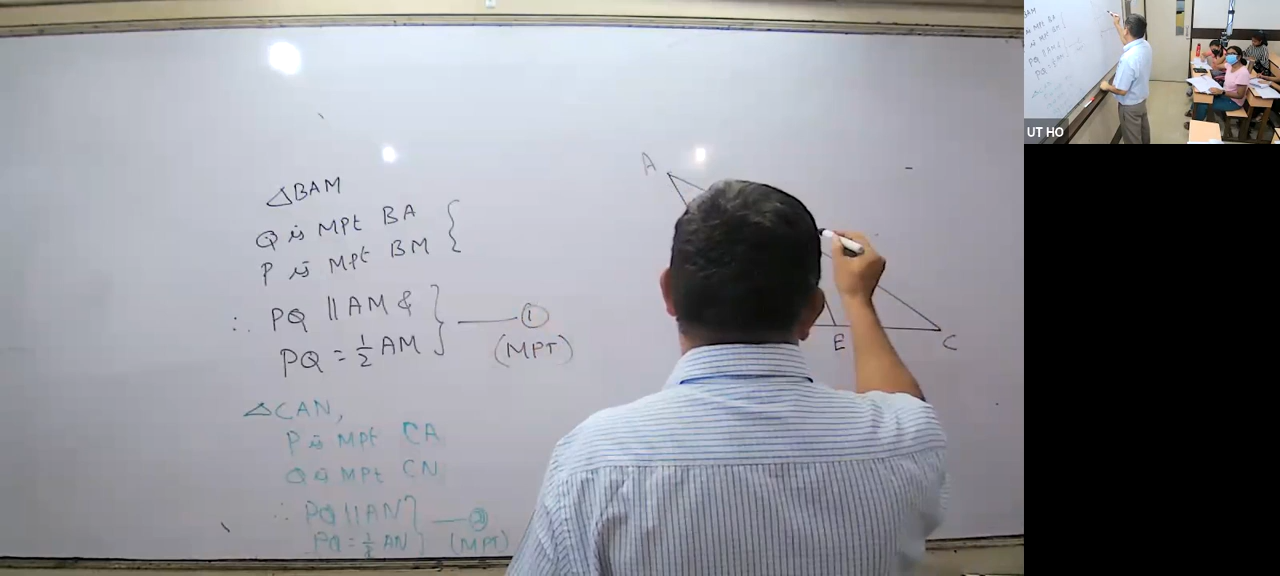 △BAM
Q is Mpt BA
P is Mpt BM
∴ PQ || AM &
PQ = 1/2 AM
①
(MPT)
△CAN,
P is Mpt CA
Q is Mpt CN
∴ PQ || AN
PQ = 1/2 AN
②
(MPT)
A
E
C
UT HO